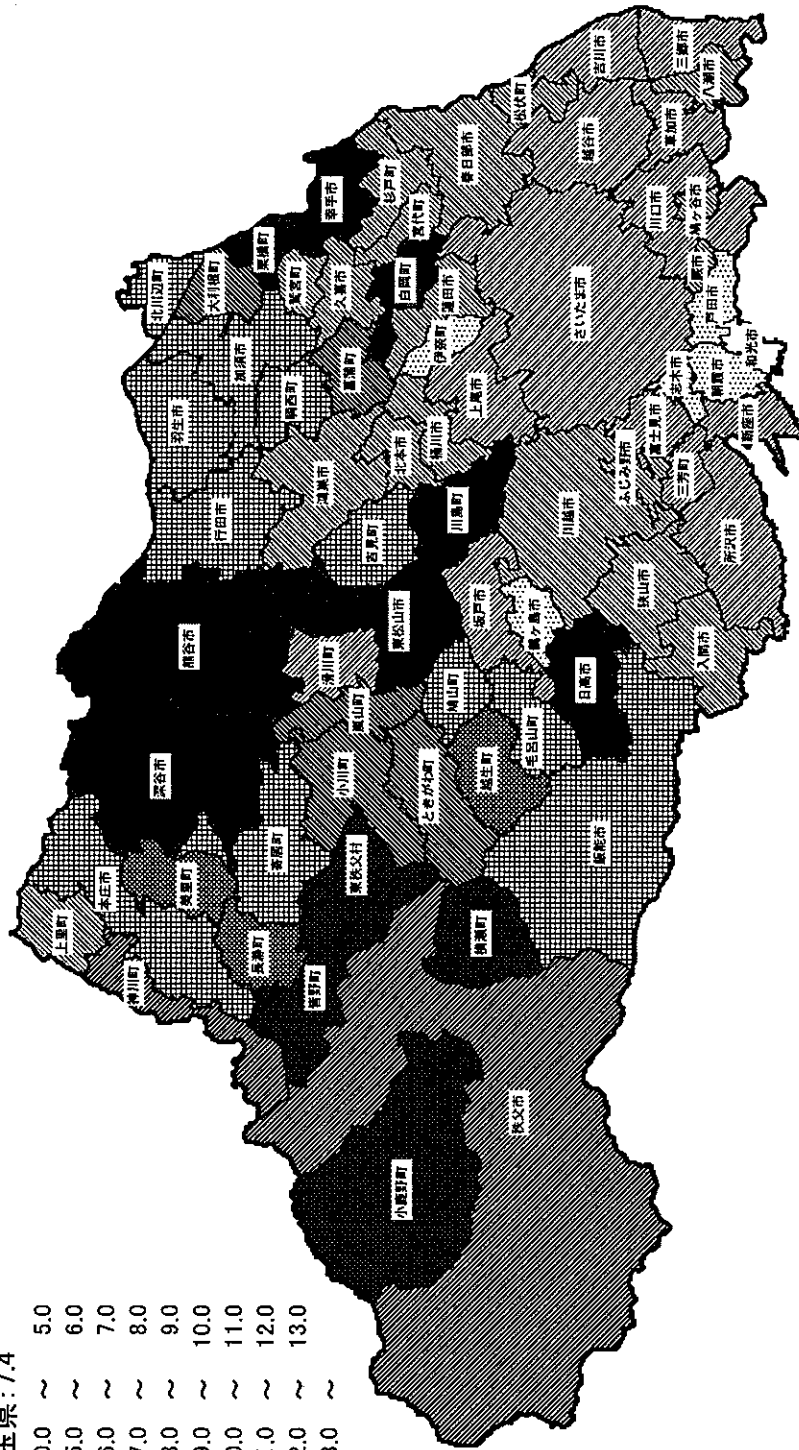 玉県:7.4
0.0 ～ 5.0
5.0 ～ 6.0
6.0 ～ 7.0
7.0 ～ 8.0
8.0 ～ 9.0
9.0 ～ 10.0
0.0 ～ 11.0
1.0 ～ 12.0
2.0 ～ 13.0
3.0 ～
北川辺町
大利根町
栗橋町
幸手市
羽生市
加須市
鷲宮町
杉戸町
久喜市
宮代町
行田市
騎西町
菖蒲町
白岡町
春日部市
松伏町
吉川市
三郷市
八潮市
草加市
越谷市
蓮田市
伊奈町
鴻巣市
北本市
桶川市
上尾市
さいたま市
川口市
鳩ヶ谷市
蕨市
戸田市
和光市
朝霞市
志木市
新座市
富士見市
ふじみ野市
三芳町
所沢市
川越市
狭山市
入間市
川島町
吉見町
熊谷市
東松山市
坂戸市
鶴ヶ島市
日高市
滑川町
嵐山町
鳩山町
毛呂山町
越生町
ときがわ町
小川町
深谷市
寄居町
東秩父村
飯能市
上里町
本庄市
美里町
神川町
長瀞町
皆野町
横瀬町
小鹿野町
秩父市